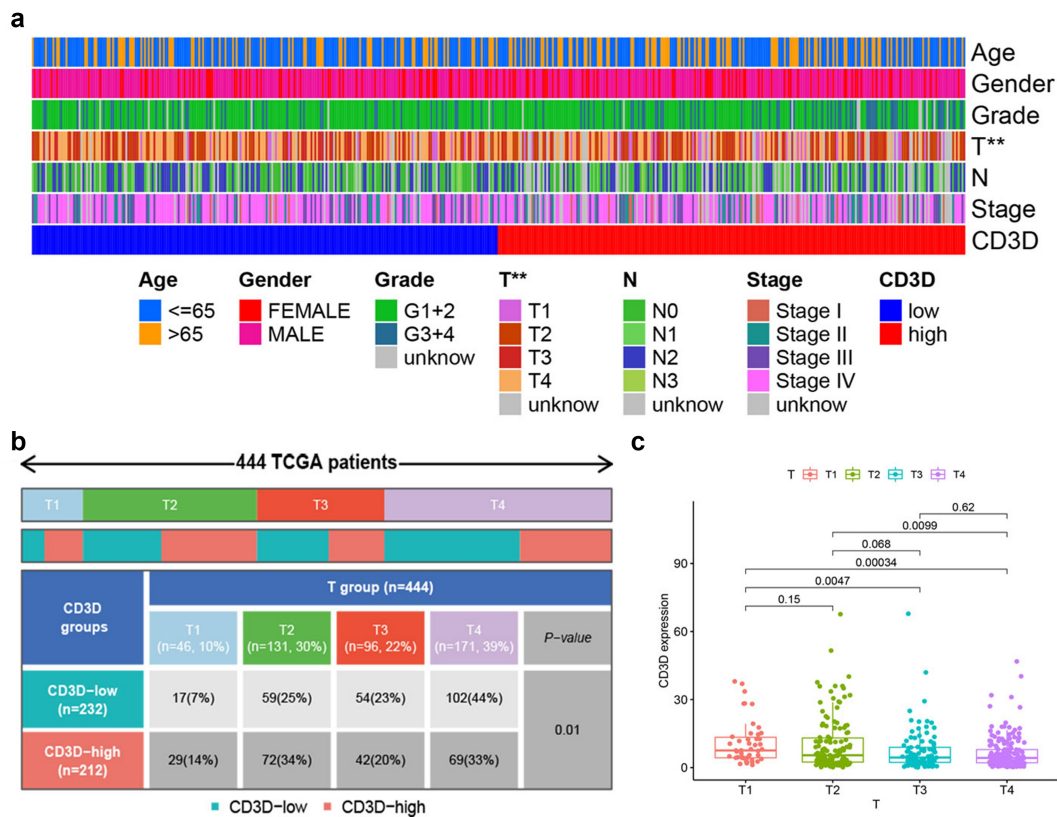 a
Age
Gender
Grade
T**
N
Stage
CD3D
Age
<=65
>65
Gender
FEMALE
MALE
Grade
G1+2
G3+4
unknow
T**
T1
T2
T3
T4
unknow
N
N0
N1
N2
N3
unknow
Stage
Stage I
Stage II
Stage III
Stage IV
unknow
CD3D
low
high
b
444 TCGA patients
T1 T2 T3 T4
CD3D
groups
T group (n=444)
T1
(n=46, 10%)
T2
(n=131, 30%)
T3
(n=96, 22%)
T4
(n=171, 39%)
P-value
CD3D-low
(n=232)
17(7%) 59(25%) 54(23%) 102(44%)
0.01
CD3D-high
(n=212)
29(14%) 72(34%) 42(20%) 69(33%)
CD3D-low CD3D-high
c
T T1 T2 T3 T4
0.62
0.0099
0.068
0.00034
0.0047
0.15
CD3D expression
90
60
30
0
T1 T2 T3 T4
T